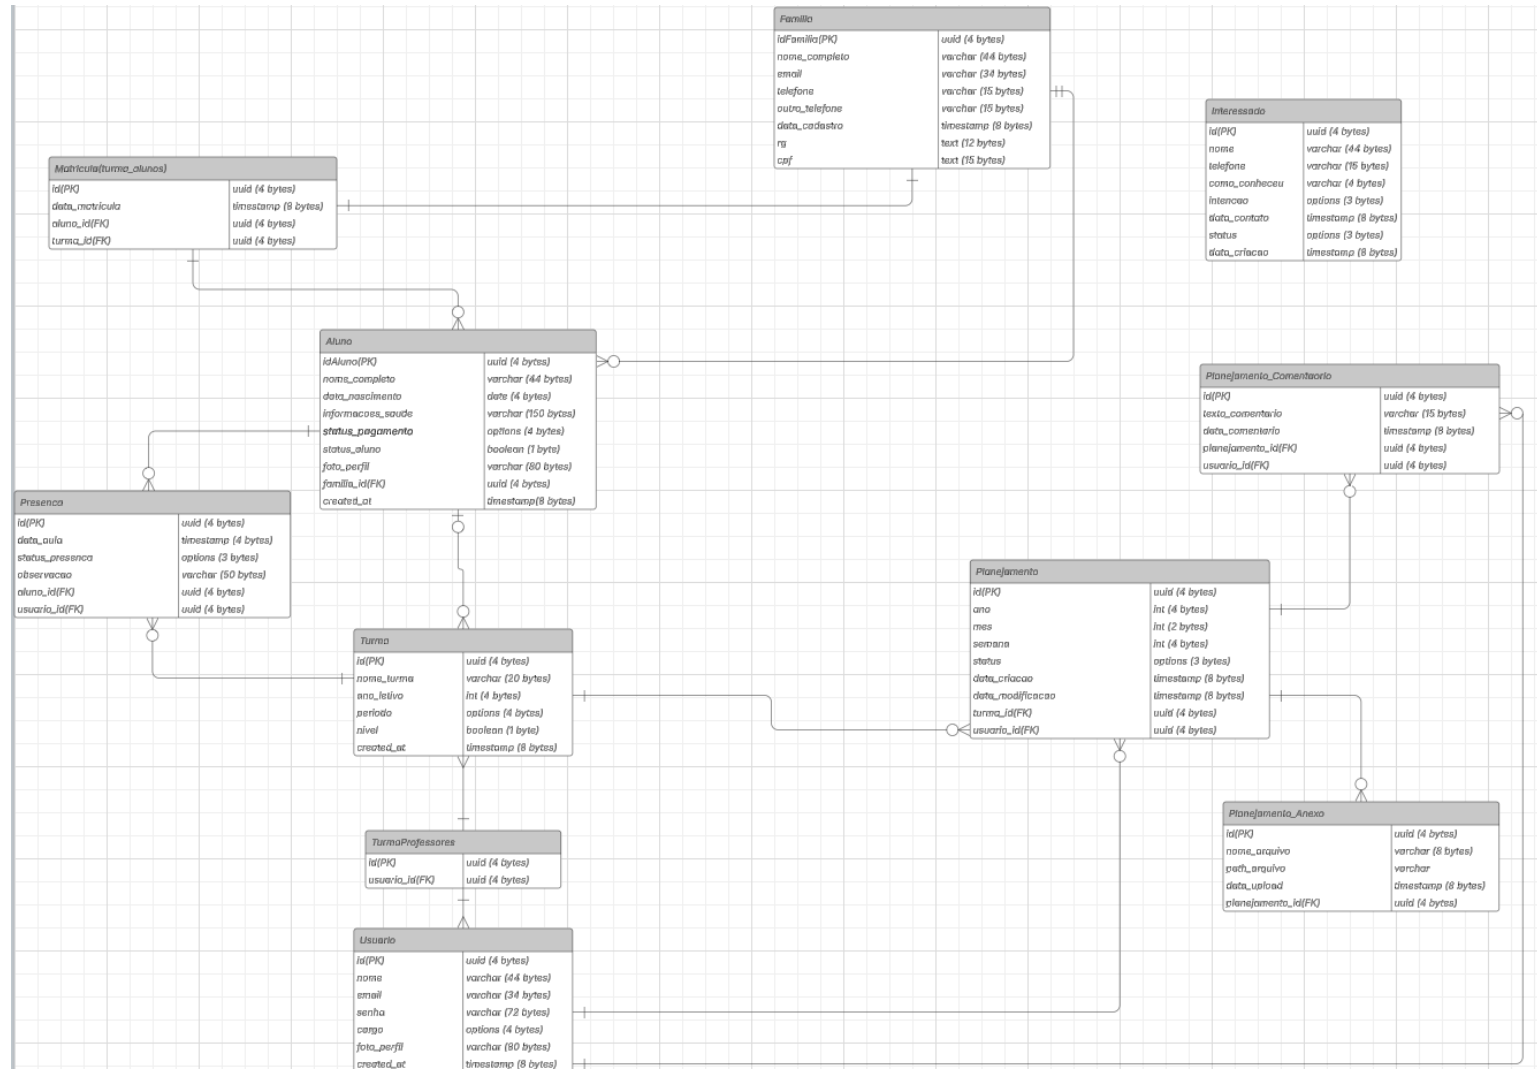 Familia
idFamilia(PK) uuid (4 bytes)
nome_completo varchar (44 bytes)
email varchar (34 bytes)
telefone varchar (15 bytes)
outro_telefone varchar (15 bytes)
data_cadastro timestamp (8 bytes)
rg text (12 bytes)
cpf text (15 bytes)
Interessado
id(PK) uuid (4 bytes)
nome varchar (44 bytes)
telefone varchar (15 bytes)
como_conheceu varchar (4 bytes)
intencao options (3 bytes)
data_contato timestamp (8 bytes)
status options (3 bytes)
data_criacao timestamp (8 bytes)
Matricula(turma_alunos)
id(PK) uuid (4 bytes)
data_matricula timestamp (8 bytes)
aluno_id(FK) uuid (4 bytes)
turma_id(FK) uuid (4 bytes)
Aluno
idAluno(PK) uuid (4 bytes)
nome_completo varchar (44 bytes)
data_nascimento date (4 bytes)
informacoes_saude varchar (150 bytes)
status_pagamento options (4 bytes)
status_aluno boolean (1 byte)
foto_perfil varchar (80 bytes)
familia_id(FK) uuid (4 bytes)
created_at timestamp(8 bytes)
Planejamento_Comentaorio
id(PK) uuid (4 bytes)
texto_comentario varchar (15 bytes)
data_comentario timestamp (8 bytes)
planejamento_id(FK) uuid (4 bytes)
usuario_id(FK) uuid (4 bytes)
Presenca
id(PK) uuid (4 bytes)
data_aula timestamp (4 bytes)
status_presenca options (3 bytes)
observacao varchar (50 bytes)
aluno_id(FK) uuid (4 bytes)
usuario_id(FK) uuid (4 bytes)
Planejamento
id(PK) uuid (4 bytes)
ano int (4 bytes)
mes int (2 bytes)
semana int (4 bytes)
status options (3 bytes)
data_criacao timestamp (8 bytes)
data_modificacao timestamp (8 bytes)
turma_id(FK) uuid (4 bytes)
usuario_id(FK) uuid (4 bytes)
Turma
id(PK) uuid (4 bytes)
nome_turma varchar (20 bytes)
ano_letivo int (4 bytes)
periodo options (4 bytes)
nivel boolean (1 byte)
created_at timestamp (8 bytes)
Planejamento_Anexo
id(PK) uuid (4 bytes)
nome_arquivo varchar (8 bytes)
path_arquivo varchar
data_upload timestamp (8 bytes)
planejamento_id(FK) uuid (4 bytes)
TurmaProfessores
id(PK) uuid (4 bytes)
usuario_id(FK) uuid (4 bytes)
Usuario
id(PK) uuid (4 bytes)
nome varchar (44 bytes)
email varchar (34 bytes)
senha varchar (72 bytes)
cargo options (4 bytes)
foto_perfil varchar (80 bytes)
created_at timestamp (8 bytes)